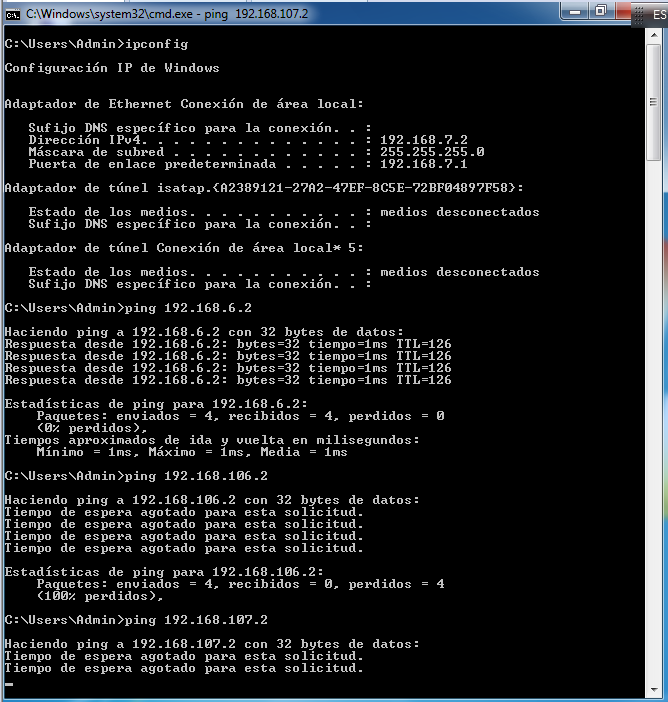 C:\Windows\system32\cmd.exe - ping 192.168.107.2
ES
C:\Users\Admin>ipconfig
Configuración IP de Windows
Adaptador de Ethernet Conexión de área local:
Sufijo DNS específico para la conexión. . :
Dirección IPv4. . . . . . . . . . . . . . : 192.168.7.2
Máscara de subred . . . . . . . . . . . . : 255.255.255.0
Puerta de enlace predeterminada . . . . . : 192.168.7.1
Adaptador de túnel isatap.{A2389121-27A2-47EF-8C5E-72BF04897F58}:
Estado de los medios. . . . . . . . . . . : medios desconectados
Sufijo DNS específico para la conexión. . :
Adaptador de túnel Conexión de área local* 5:
Estado de los medios. . . . . . . . . . . : medios desconectados
Sufijo DNS específico para la conexión. . :
C:\Users\Admin>ping 192.168.6.2
Haciendo ping a 192.168.6.2 con 32 bytes de datos:
Respuesta desde 192.168.6.2: bytes=32 tiempo=1ms TTL=126
Respuesta desde 192.168.6.2: bytes=32 tiempo=1ms TTL=126
Respuesta desde 192.168.6.2: bytes=32 tiempo=1ms TTL=126
Respuesta desde 192.168.6.2: bytes=32 tiempo=1ms TTL=126
Estadísticas de ping para 192.168.6.2:
Paquetes: enviados = 4, recibidos = 4, perdidos = 0
(0% perdidos),
Tiempos aproximados de ida y vuelta en milisegundos:
Mínimo = 1ms, Máximo = 1ms, Media = 1ms
C:\Users\Admin>ping 192.168.106.2
Haciendo ping a 192.168.106.2 con 32 bytes de datos:
Tiempo de espera agotado para esta solicitud.
Tiempo de espera agotado para esta solicitud.
Tiempo de espera agotado para esta solicitud.
Tiempo de espera agotado para esta solicitud.
Estadísticas de ping para 192.168.106.2:
Paquetes: enviados = 4, recibidos = 0, perdidos = 4
(100% perdidos),
C:\Users\Admin>ping 192.168.107.2
Haciendo ping a 192.168.107.2 con 32 bytes de datos:
Tiempo de espera agotado para esta solicitud.
Tiempo de espera agotado para esta solicitud.